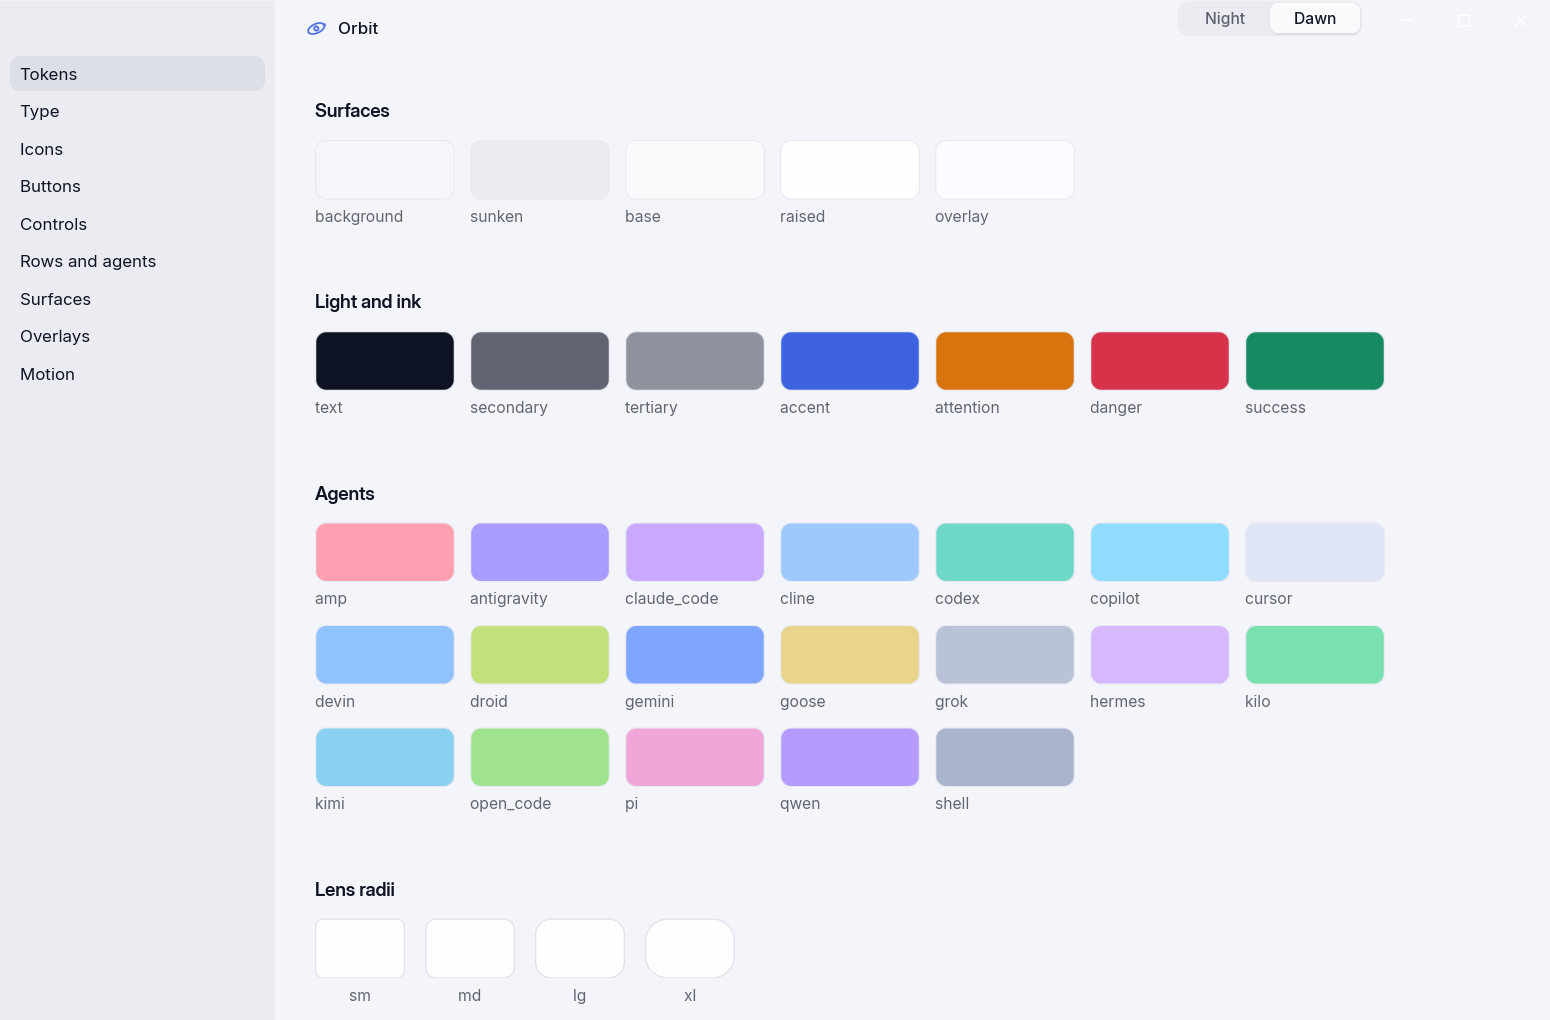 Orbit
Night
Dawn
Tokens
Type
Icons
Buttons
Controls
Rows and agents
Surfaces
Overlays
Motion
Surfaces
background
sunken
base
raised
overlay
Light and ink
text
secondary
tertiary
accent
attention
danger
success
Agents
amp
antigravity
claude_code
cline
codex
copilot
cursor
devin
droid
gemini
goose
grok
hermes
kilo
kimi
open_code
pi
qwen
shell
Lens radii
sm
md
lg
xl